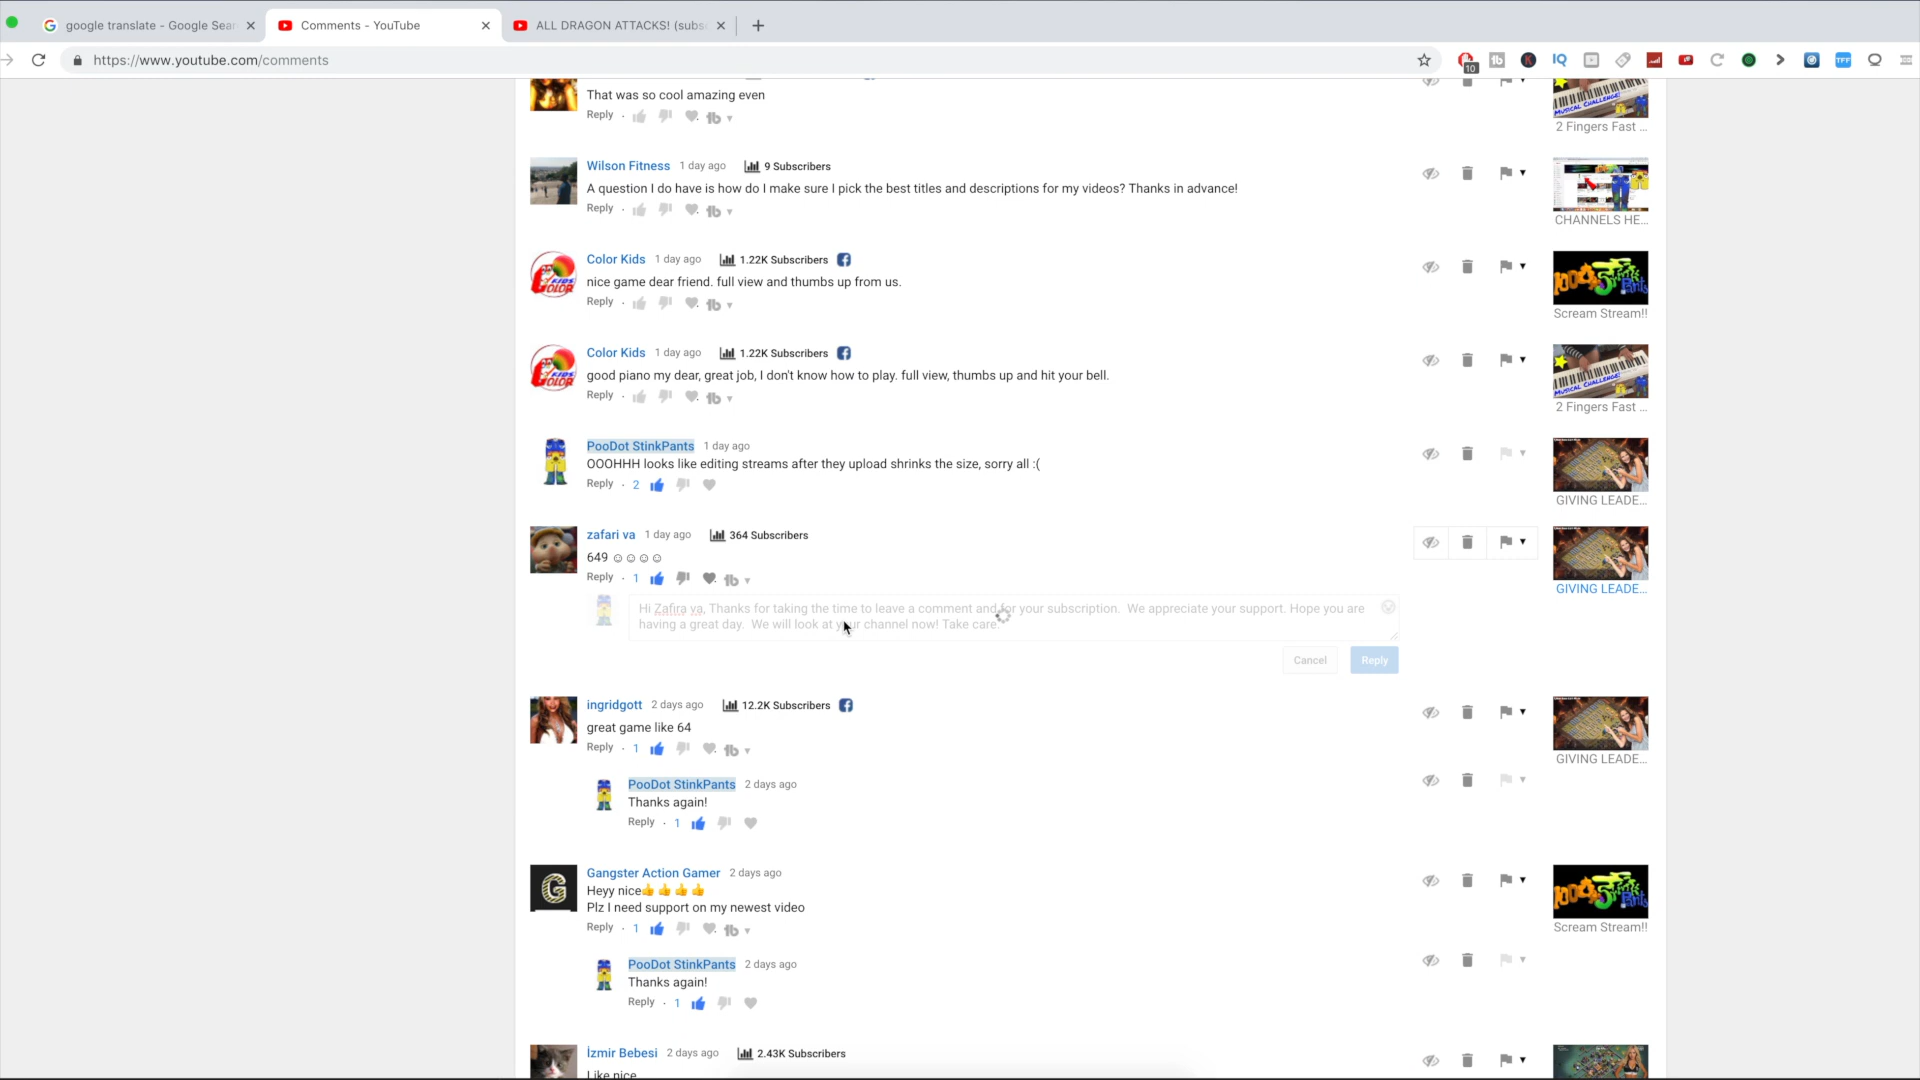 google translate - Google Sear
Comments - YouTube
ALL DRAGON ATTACKS! (subs
https://www.youtube.com/comments
10
IQ
TFF
That was so cool amazing even
Reply
2 Fingers Fast ...
Wilson Fitness 1 day ago 9 Subscribers
A question I do have is how do I make sure I pick the best titles and descriptions for my videos? Thanks in advance!
Reply
CHANNELS HE...
Color Kids 1 day ago 1.22K Subscribers
nice game dear friend. full view and thumbs up from us.
Reply
Scream Stream!!
Color Kids 1 day ago 1.22K Subscribers
good piano my dear, great job, I don't know how to play. full view, thumbs up and hit your bell.
Reply
2 Fingers Fast ...
PooDot StinkPants 1 day ago
OOOHHH looks like editing streams after they upload shrinks the size, sorry all :(
Reply · 2
GIVING LEADE...
zafari va 1 day ago 364 Subscribers
649 ☺☺☺☺
Reply · 1
GIVING LEADE...
Hi Zafira va, Thanks for taking the time to leave a comment and for your subscription. We appreciate your support. Hope you are
having a great day. We will look at your channel now! Take care.
Cancel Reply
ingridgott 2 days ago 12.2K Subscribers
great game like 64
Reply · 1
GIVING LEADE...
PooDot StinkPants 2 days ago
Thanks again!
Reply · 1
Gangster Action Gamer 2 days ago
Heyy nice👍👍👍👍
Plz I need support on my newest video
Reply · 1
Scream Stream!!
PooDot StinkPants 2 days ago
Thanks again!
Reply · 1
İzmir Bebesi 2 days ago 2.43K Subscribers
Like nice